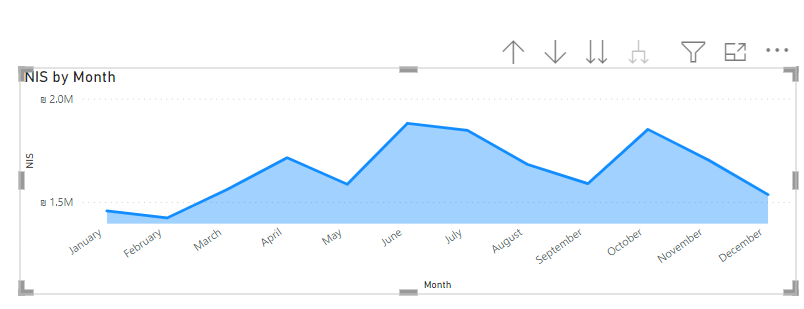 NIS by Month
₪ 2.0M
NIS
₪ 1.5M
January
February
March
April
May
June
July
August
September
October
November
December
Month